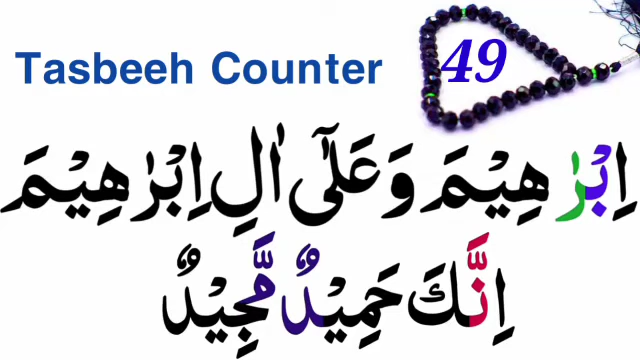 Tasbeeh Counter 49
اِبْرٰهِيْمَ وَعَلٰٓى اٰلِ اِبْرٰهِيْمَ
اِنَّكَ حَمِيْدٌ مَّجِيْدٌ